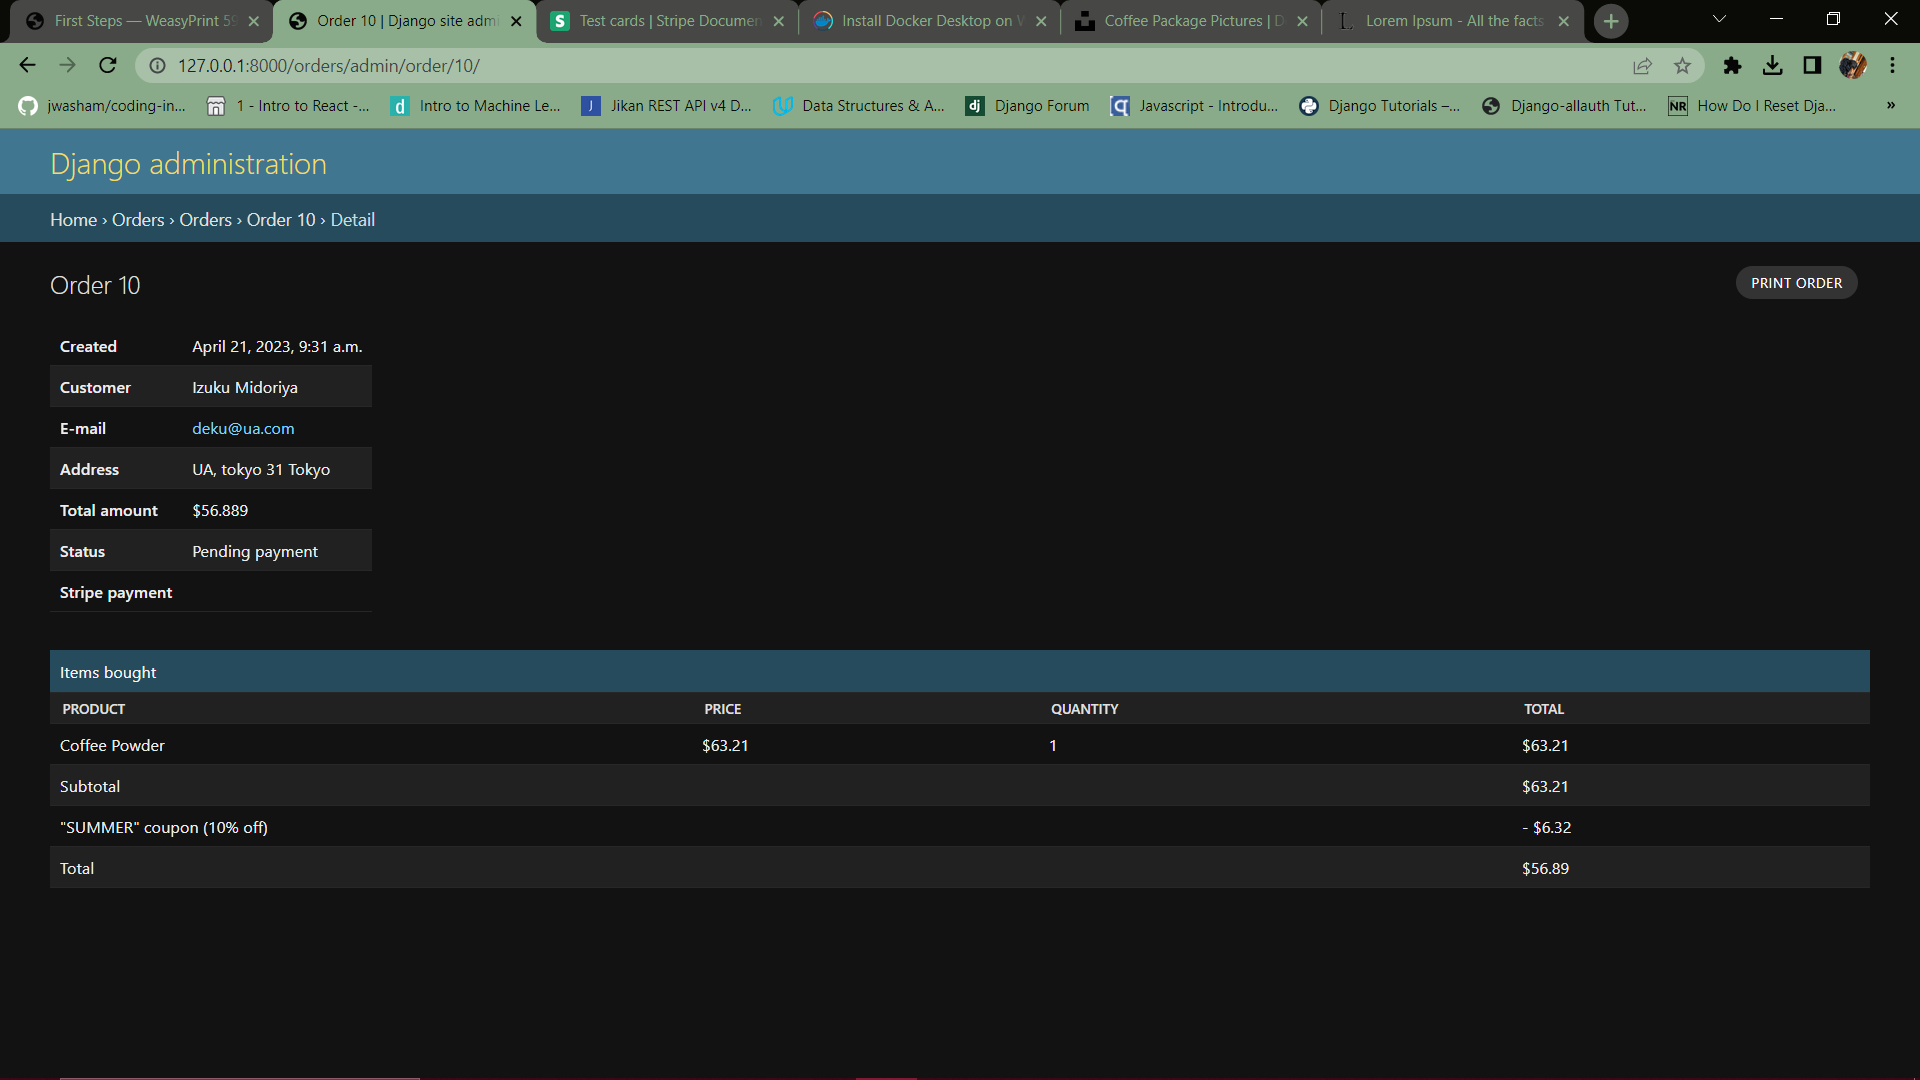 First Steps — WeasyPrint 59
Order 10 | Django site admi
Test cards | Stripe Documen
Install Docker Desktop on W
Coffee Package Pictures | D
Lorem Ipsum - All the facts
127.0.0.1:8000/orders/admin/order/10/
jwasham/coding-in...
1 - Intro to React -...
d Intro to Machine Le...
J Jikan REST API v4 D...
Data Structures & A...
dj Django Forum
Javascript - Introdu...
Django Tutorials –...
Django-allauth Tut...
NR How Do I Reset Dja...
»
Django administration
Home › Orders › Orders › Order 10 › Detail
Order 10
PRINT ORDER
Created April 21, 2023, 9:31 a.m.
Customer Izuku Midoriya
E-mail deku@ua.com
Address UA, tokyo 31 Tokyo
Total amount $56.889
Status Pending payment
Stripe payment
Items bought
PRODUCT PRICE QUANTITY TOTAL
Coffee Powder $63.21 1 $63.21
Subtotal $63.21
"SUMMER" coupon (10% off) - $6.32
Total $56.89